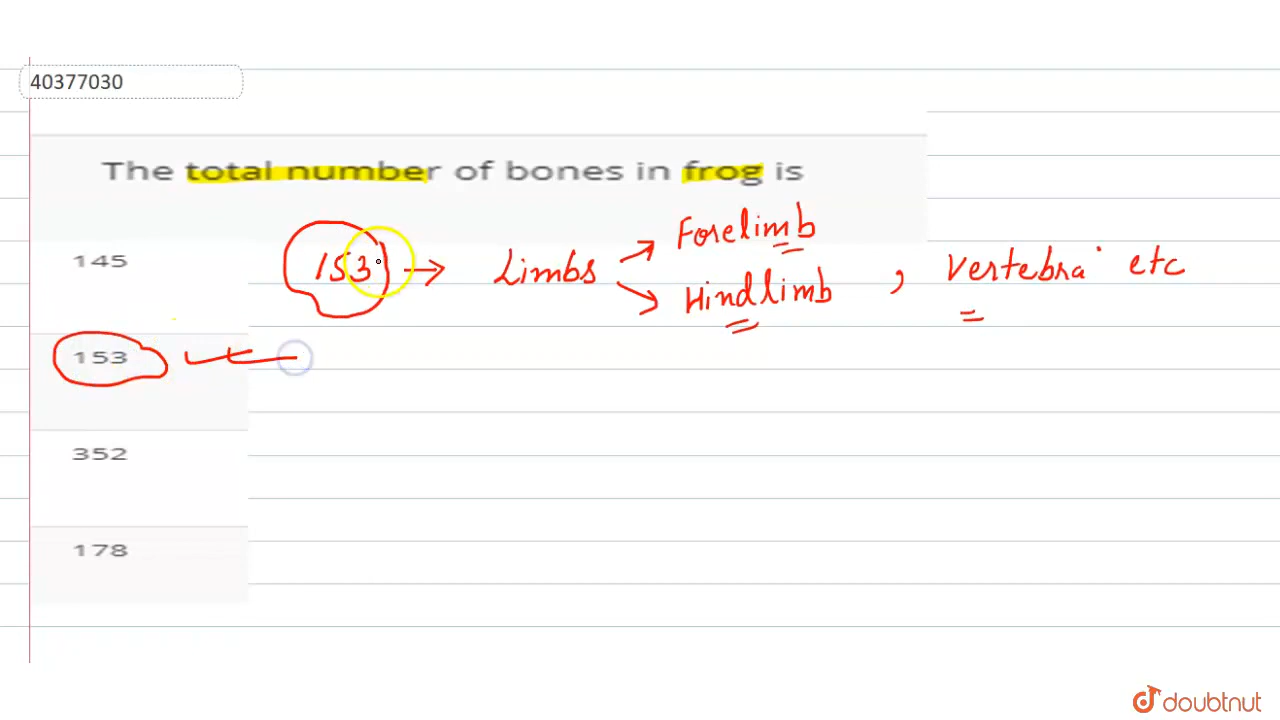 40377030
The total number of bones in frog is
Forelimb
145
153 → Limbs
Hindlimb , Vertebra etc
153
352
178
doubtnut